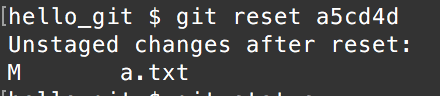 [hello_git $ git reset a5cd4d
Unstaged changes after reset:
M	a.txt